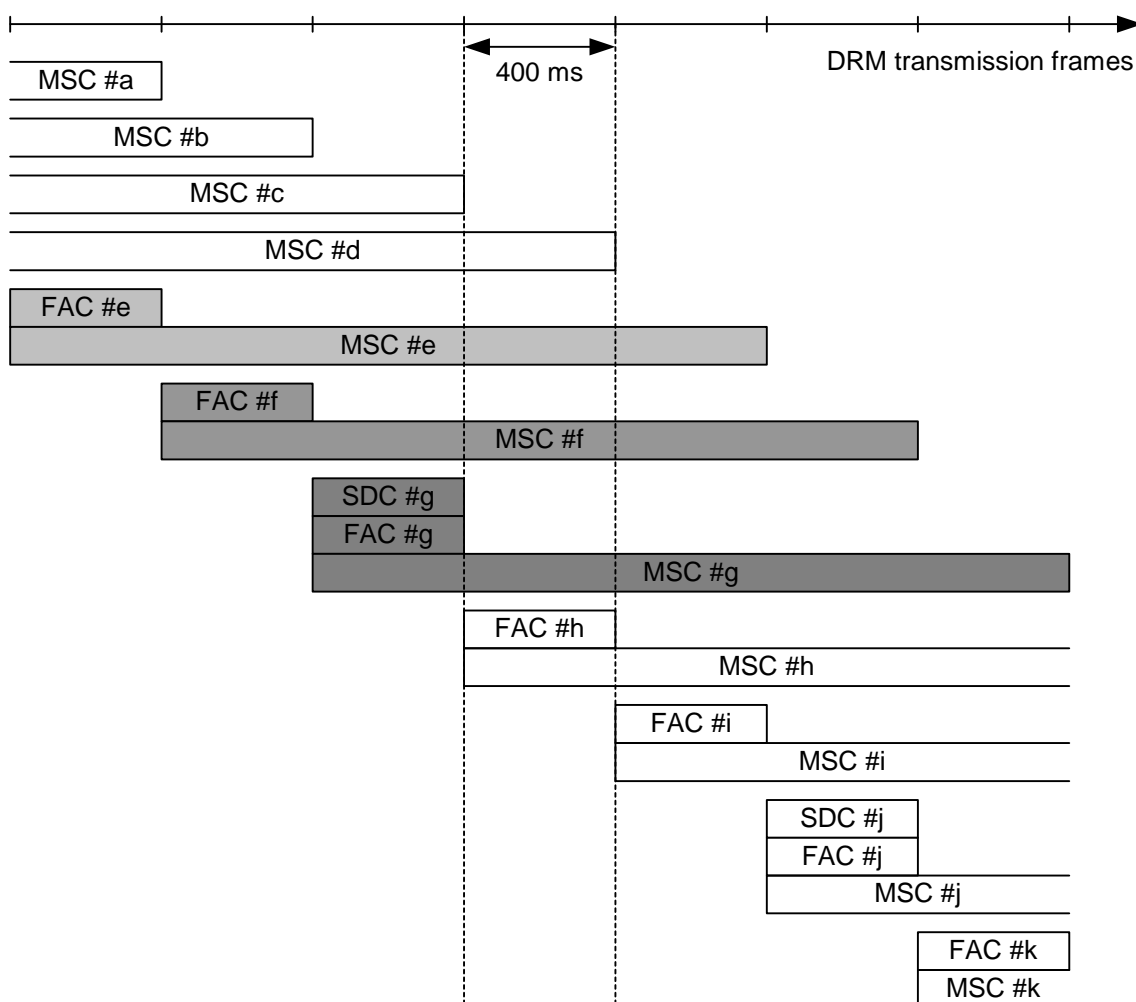 DRM transmission frames
400 ms
MSC #a
MSC #b
MSC #c
MSC #d
FAC #e
MSC #e
FAC #f
MSC #f
SDC #g
FAC #g
MSC #g
FAC #h
MSC #h
FAC #i
MSC #i
SDC #j
FAC #j
MSC #j
FAC #k
MSC #k